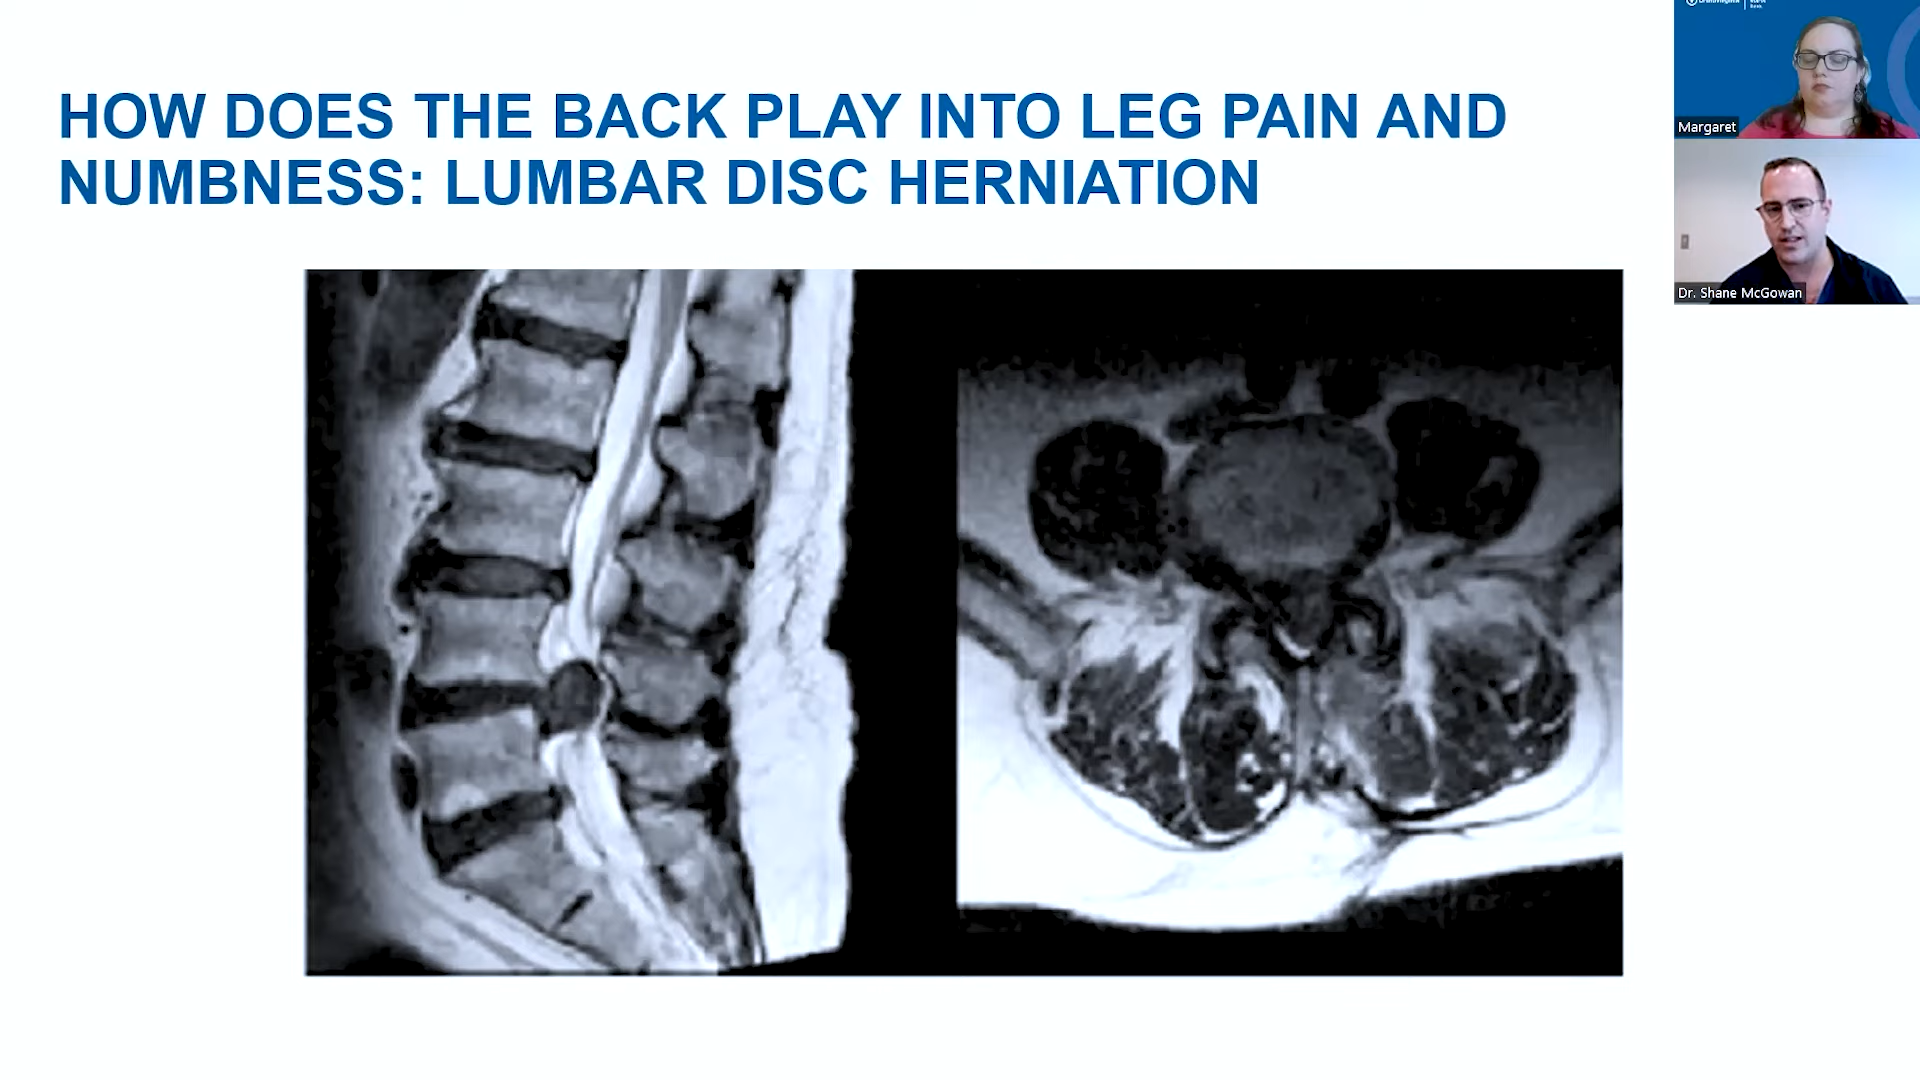 HOW DOES THE BACK PLAY INTO LEG PAIN AND
NUMBNESS: LUMBAR DISC HERNIATION
Margaret
Dr. Shane McGowan